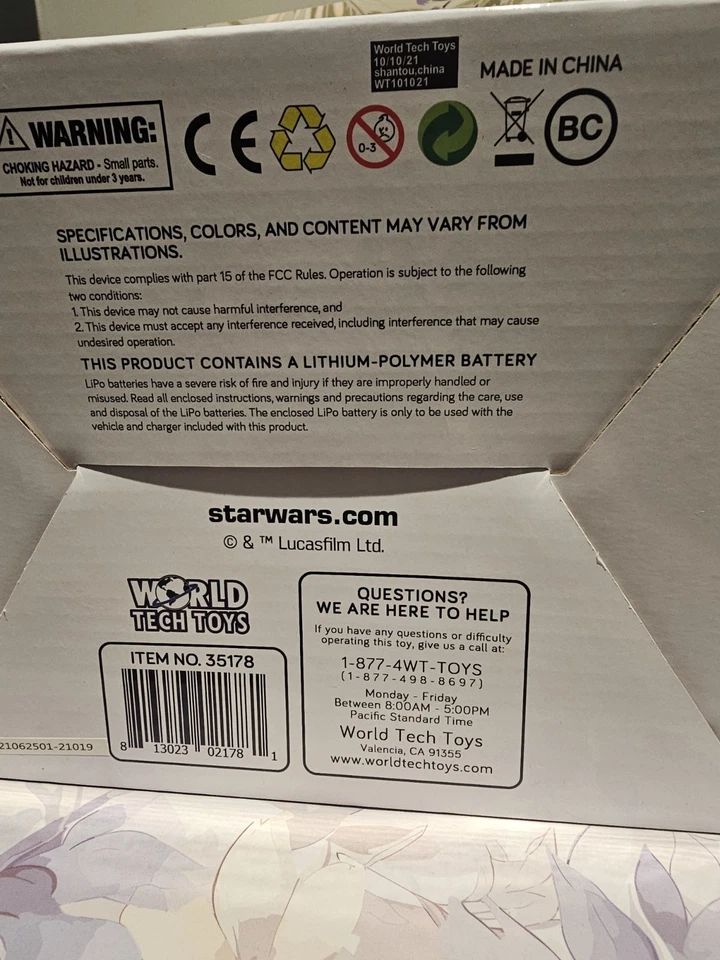 World Tech Toys
10/10/21
shantou,china
WT101021
MADE IN CHINA
WARNING:
CHOKING HAZARD - Small parts.
Not for children under 3 years.
CE
0-3
BC
SPECIFICATIONS, COLORS, AND CONTENT MAY VARY FROM
ILLUSTRATIONS.
This device complies with part 15 of the FCC Rules. Operation is subject to the following
two conditions:
1. This device may not cause harmful interference, and
2. This device must accept any interference received, including interference that may cause
undesired operation.
THIS PRODUCT CONTAINS A LITHIUM-POLYMER BATTERY
LiPo batteries have a severe risk of fire and injury if they are improperly handled or
misused. Read all enclosed instructions, warnings and precautions regarding the care, use
and disposal of the LiPo batteries. The enclosed LiPo battery is only to be used with the
vehicle and charger included with this product.
starwars.com
© & ™ Lucasfilm Ltd.
WORLD
TECH TOYS
ITEM NO. 35178
8 13023 02178 1
21062501-21019
QUESTIONS?
WE ARE HERE TO HELP
If you have any questions or difficulty
operating this toy, give us a call at:
1-877-4WT-TOYS
(1-877-498-8697)
Monday - Friday
Between 8:00AM - 5:00PM
Pacific Standard Time
World Tech Toys
Valencia, CA 91355
www.worldtechtoys.com